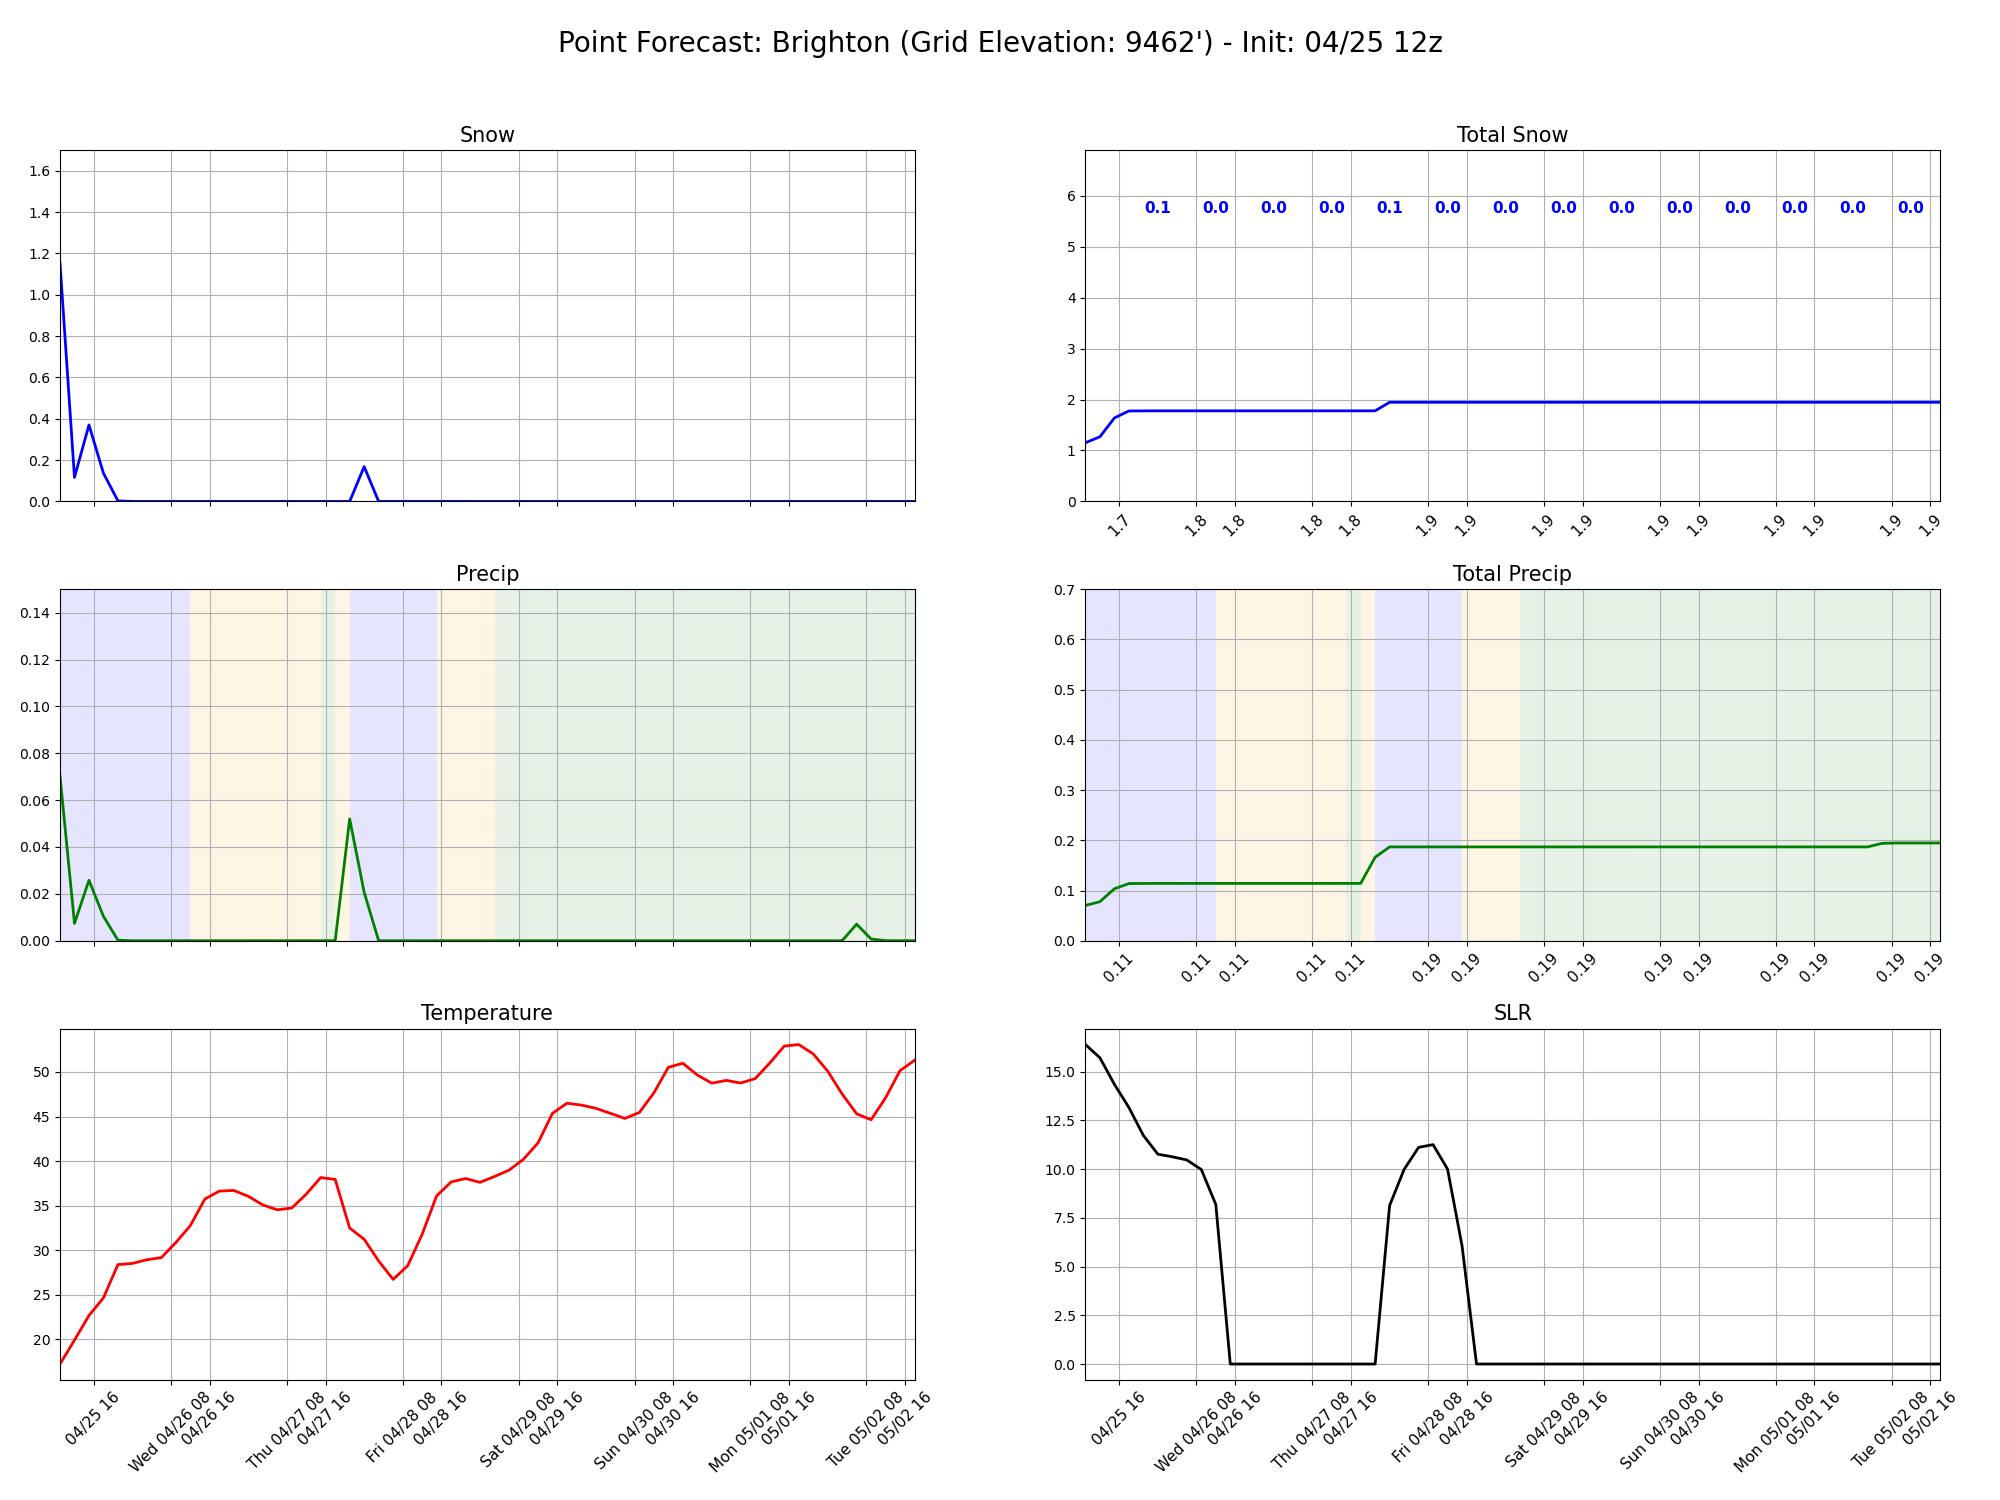 Point Forecast: Brighton (Grid Elevation: 9462') - Init: 04/25 12z
Snow
1.6
1.4
1.2
1.0
0.8
0.6
0.4
0.2
0.0
Total Snow
6
5
4
3
2
1
0
0.1 0.0 0.0 0.0 0.1 0.0 0.0 0.0 0.0 0.0 0.0 0.0 0.0 0.0
1.7 1.8 1.8 1.8 1.8 1.9 1.9 1.9 1.9 1.9 1.9 1.9 1.9 1.9 1.9
Precip
0.14
0.12
0.10
0.08
0.06
0.04
0.02
0.00
Total Precip
0.7
0.6
0.5
0.4
0.3
0.2
0.1
0.0
0.11 0.11 0.11 0.11 0.11 0.19 0.19 0.19 0.19 0.19 0.19 0.19 0.19 0.19 0.19
Temperature
50
45
40
35
30
25
20
04/25 16
Wed 04/26 08
04/26 16
Thu 04/27 08
04/27 16
Fri 04/28 08
04/28 16
Sat 04/29 08
04/29 16
Sun 04/30 08
04/30 16
Mon 05/01 08
05/01 16
Tue 05/02 08
05/02 16
SLR
15.0
12.5
10.0
7.5
5.0
2.5
0.0
04/25 16
Wed 04/26 08
04/26 16
Thu 04/27 08
04/27 16
Fri 04/28 08
04/28 16
Sat 04/29 08
04/29 16
Sun 04/30 08
04/30 16
Mon 05/01 08
05/01 16
Tue 05/02 08
05/02 16